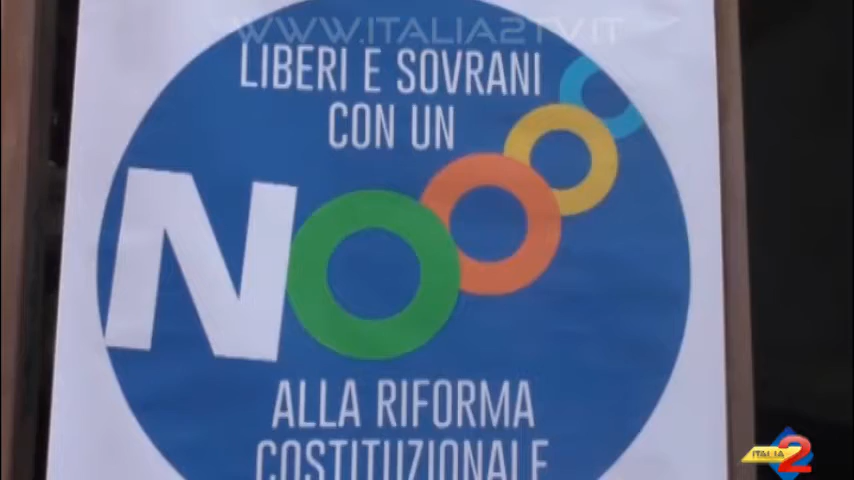 WWW.ITALIA2TV.IT
LIBERI E SOVRANI
CON UN
NOOOO
ALLA RIFORMA
COSTITUZIONALE
ITALIA 2